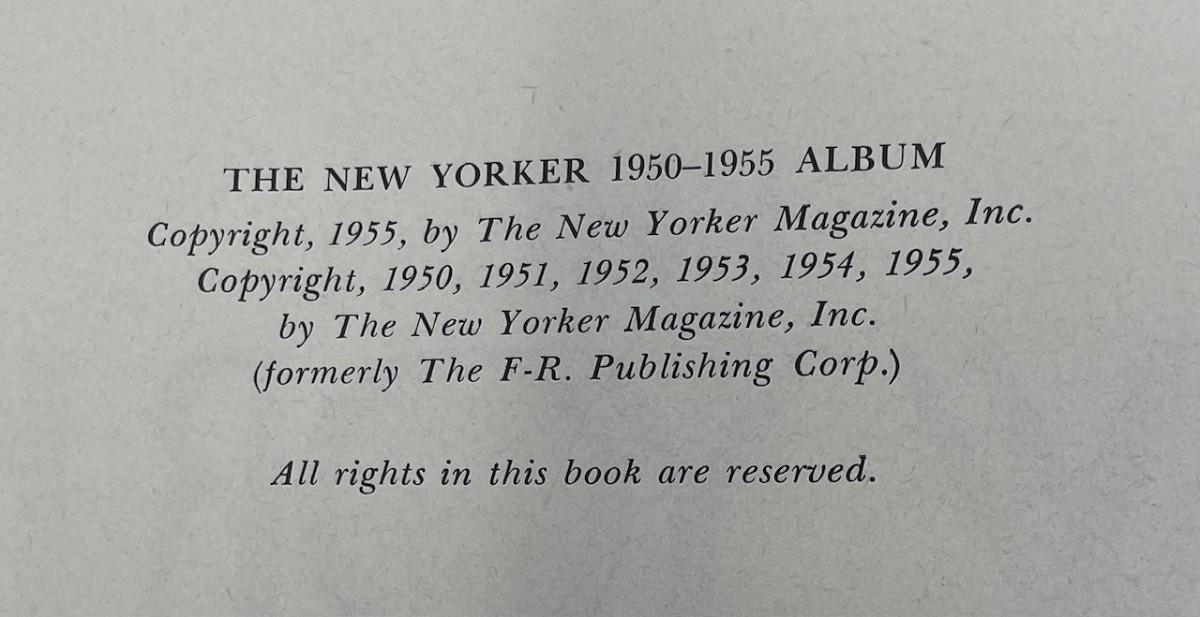 THE NEW YORKER 1950–1955 ALBUM
Copyright, 1955, by The New Yorker Magazine, Inc.
Copyright, 1950, 1951, 1952, 1953, 1954, 1955,
by The New Yorker Magazine, Inc.
(formerly The F-R. Publishing Corp.)
All rights in this book are reserved.